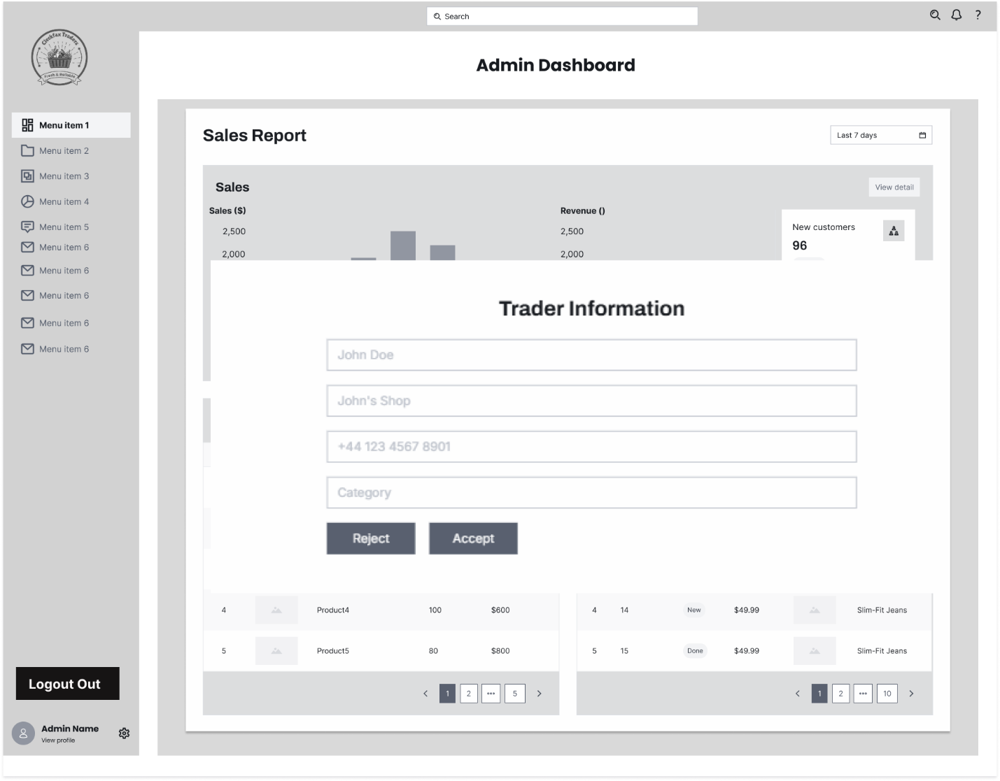 Search
?
Cleckfax Traders
Fresh & Reliable
Admin Dashboard
Menu item 1
Menu item 2
Menu item 3
Menu item 4
Menu item 5
Menu item 6
Menu item 6
Menu item 6
Menu item 6
Menu item 6
Logout Out
Admin Name
View profile
Sales Report
Last 7 days
Sales
View detail
Sales ($)
2,500
2,000
Revenue ()
2,500
2,000
New customers
96
Trader Information
John Doe
John's Shop
+44 123 4567 8901
Category
Reject Accept
4 Product4 100 $600
5 Product5 80 $800
< 1 2 ••• 5 >
4 14 New $49.99 Slim-Fit Jeans
5 15 Done $49.99 Slim-Fit Jeans
< 1 2 ••• 10 >